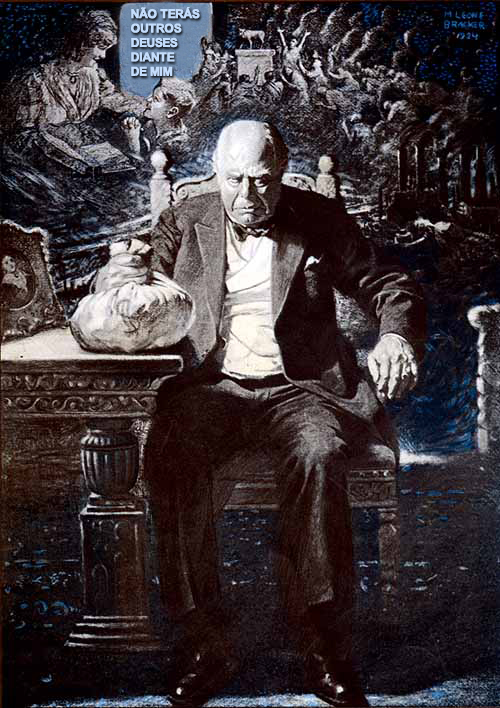 NÃO TERÁS
OUTROS
DEUSES
DIANTE
DE MIM
M. LEONE
BRACKER
1924
$